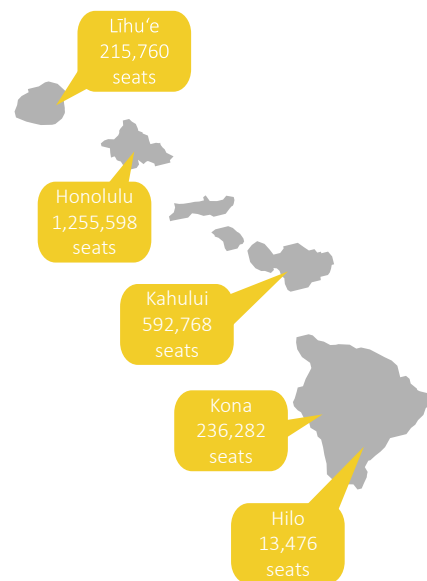 Līhu‘e
215,760
seats
Honolulu
1,255,598
seats
Kahului
592,768
seats
Kona
236,282
seats
Hilo
13,476
seats